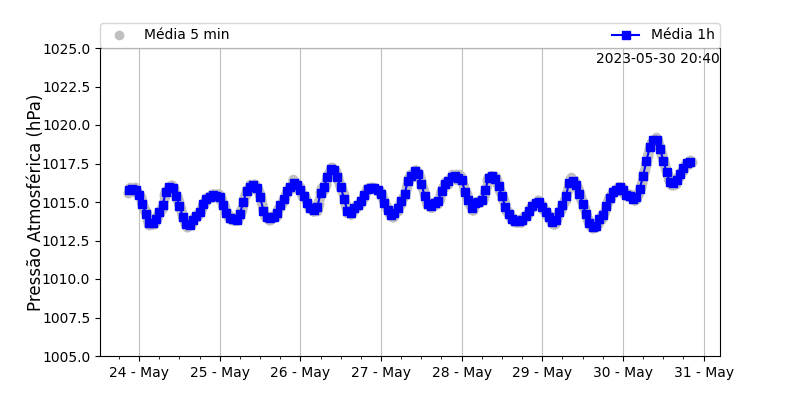 Média 5 min
Média 1h
2023-05-30 20:40
Pressão Atmosférica (hPa)
1025.0
1022.5
1020.0
1017.5
1015.0
1012.5
1010.0
1007.5
1005.0
24 - May
25 - May
26 - May
27 - May
28 - May
29 - May
30 - May
31 - May